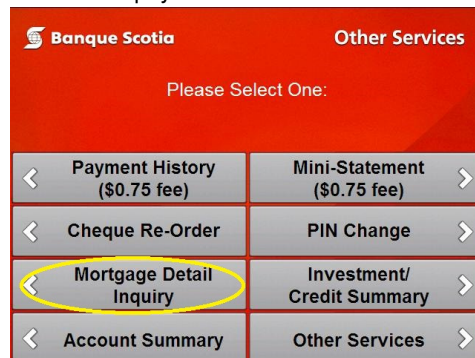 Banque Scotia
Other Services
Please Select One:
Payment History
($0.75 fee)
Mini-Statement
($0.75 fee)
Cheque Re-Order
PIN Change
Mortgage Detail
Inquiry
Investment/
Credit Summary
Account Summary
Other Services